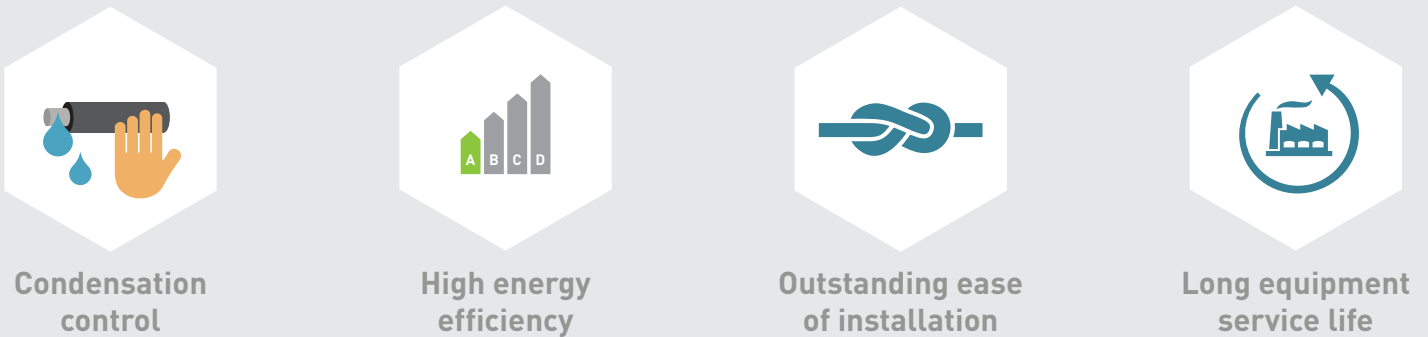 A B C D
Condensation
control
High energy
efficiency
Outstanding ease
of installation
Long equipment
service life